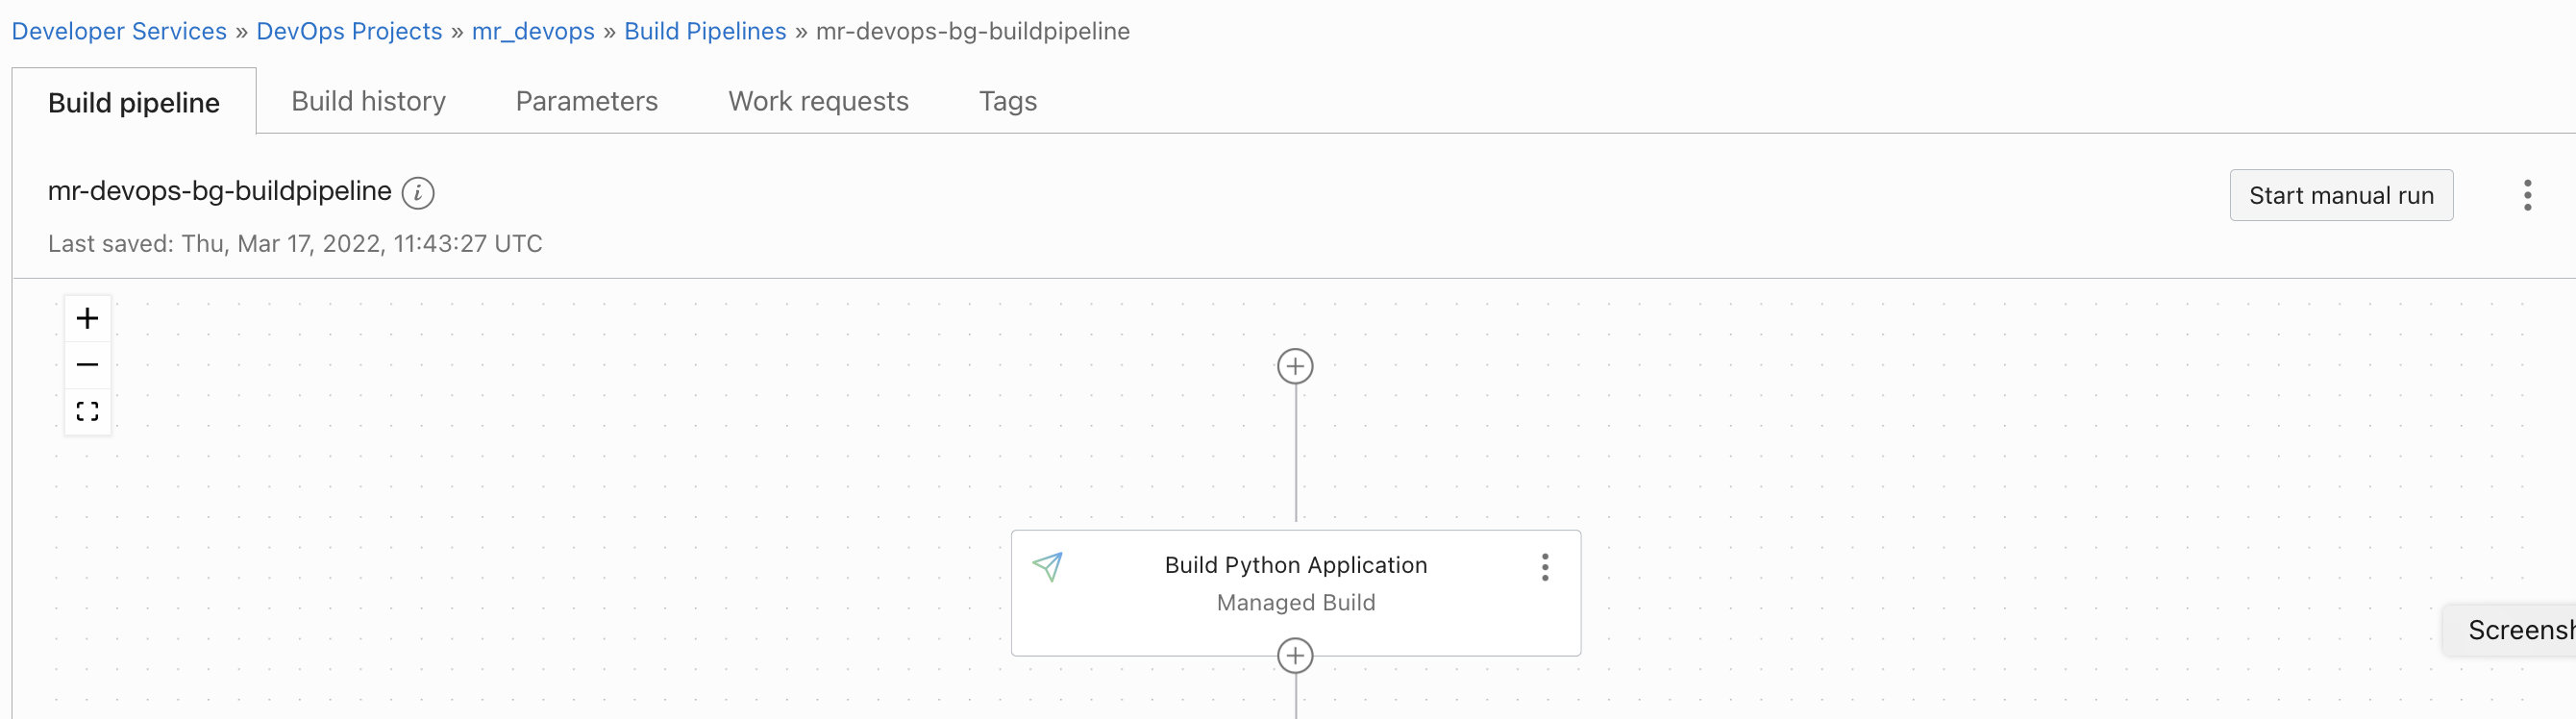 Developer Services » DevOps Projects » mr_devops » Build Pipelines » mr-devops-bg-buildpipeline
Build pipeline Build history Parameters Work requests Tags
mr-devops-bg-buildpipeline i
Start manual run
Last saved: Thu, Mar 17, 2022, 11:43:27 UTC
Build Python Application
Managed Build